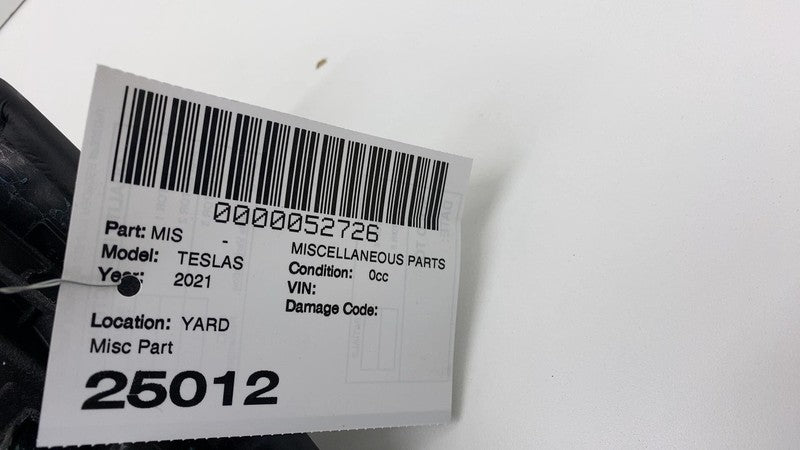 0000052726
Part: MIS - MISCELLANEOUS PARTS
Model: TESLAS Condition: 0cc
Year: 2021 VIN:
Damage Code:
Location: YARD
Misc Part
25012